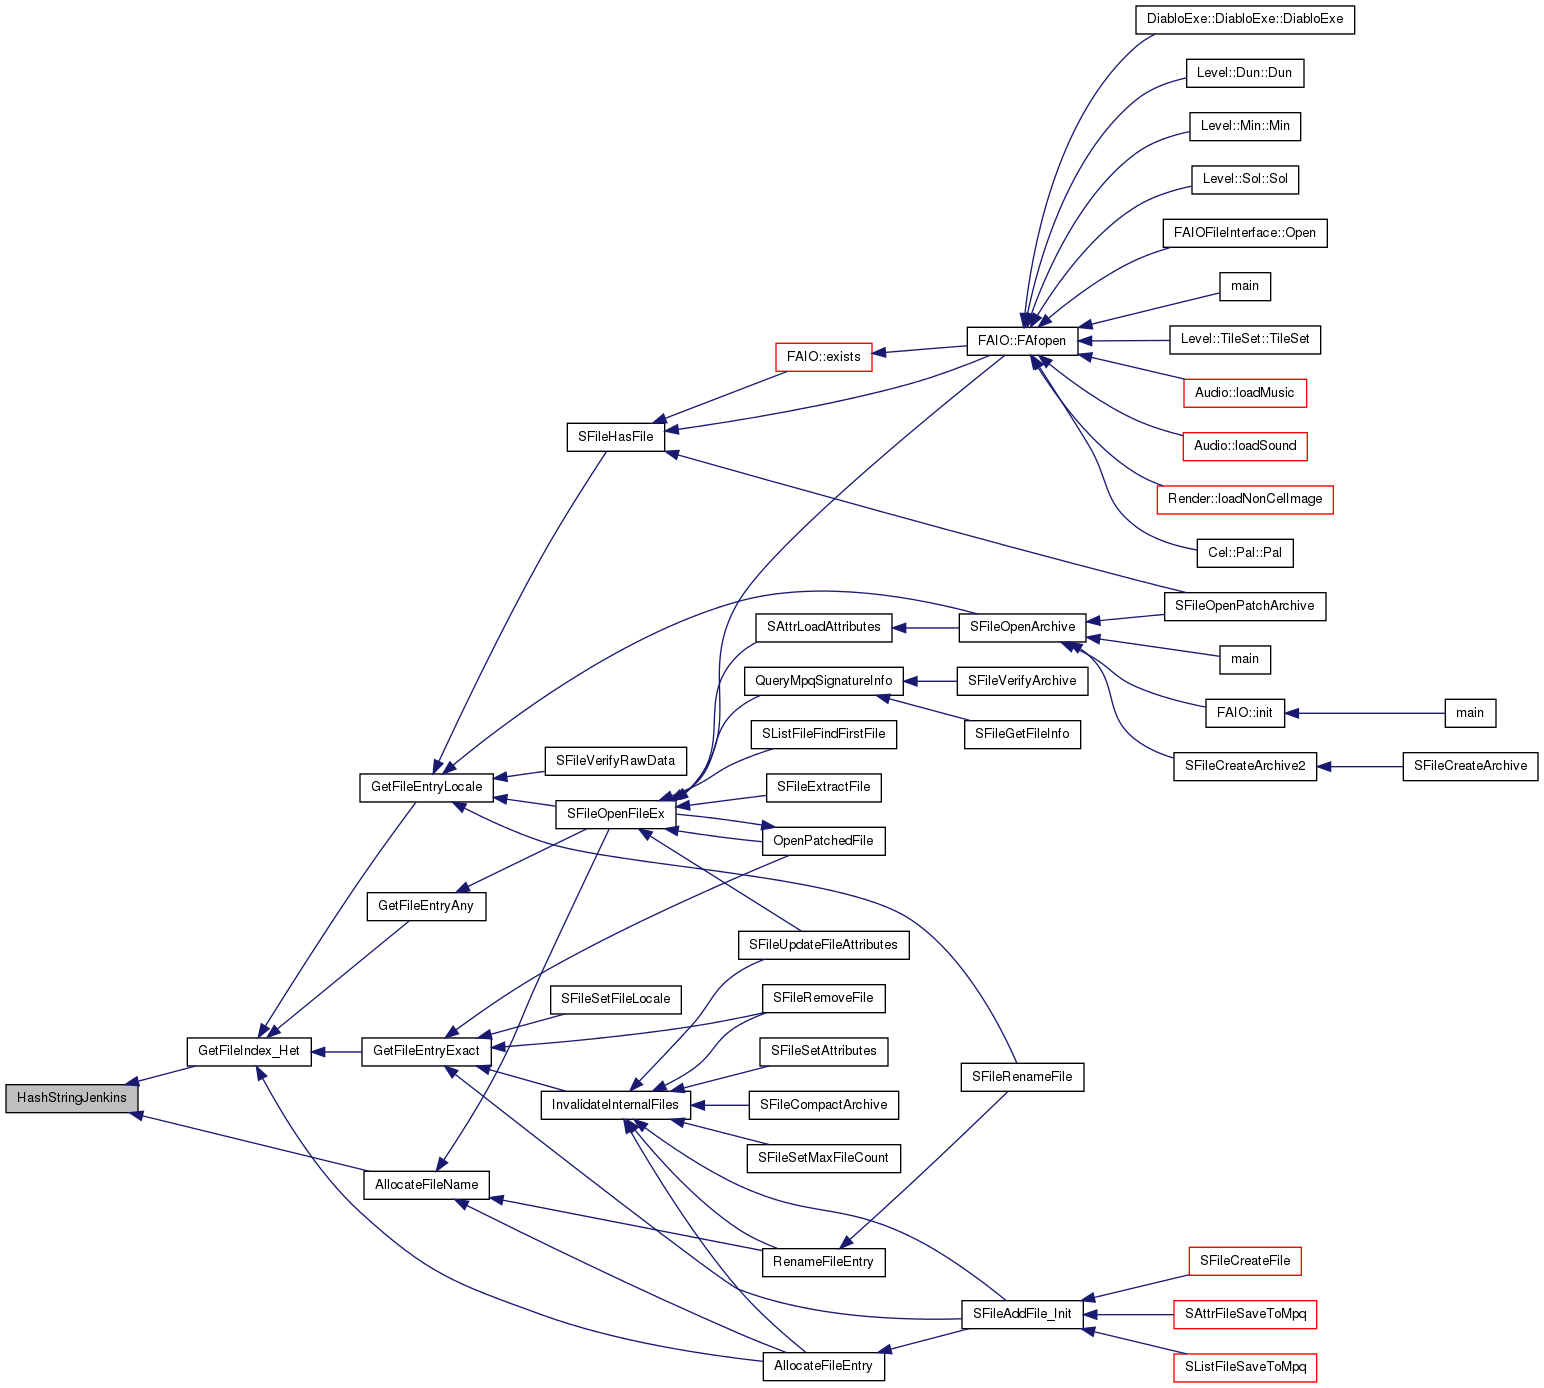 DiabloExe::DiabloExe::DiabloExe
Level::Dun::Dun
Level::Min::Min
Level::Sol::Sol
FAIOFileInterface::Open
main
FAIO::FAfopen
Level::TileSet::TileSet
FAIO::exists
Audio::loadMusic
SFileHasFile
Audio::loadSound
Render::loadNonCelImage
Cel::Pal::Pal
SFileOpenPatchArchive
SAttrLoadAttributes
SFileOpenArchive
main
QueryMpqSignatureInfo
SFileVerifyArchive
FAIO::init
main
SListFileFindFirstFile
SFileGetFileInfo
SFileVerifyRawData
SFileCreateArchive2
SFileCreateArchive
GetFileEntryLocale
SFileExtractFile
SFileOpenFileEx
OpenPatchedFile
GetFileEntryAny
SFileUpdateFileAttributes
SFileSetFileLocale
SFileRemoveFile
GetFileIndex_Het
GetFileEntryExact
SFileSetAttributes
SFileRenameFile
HashStringJenkins
InvalidateInternalFiles
SFileCompactArchive
SFileSetMaxFileCount
AllocateFileName
RenameFileEntry
SFileCreateFile
SFileAddFile_Init
SAttrFileSaveToMpq
AllocateFileEntry
SListFileSaveToMpq